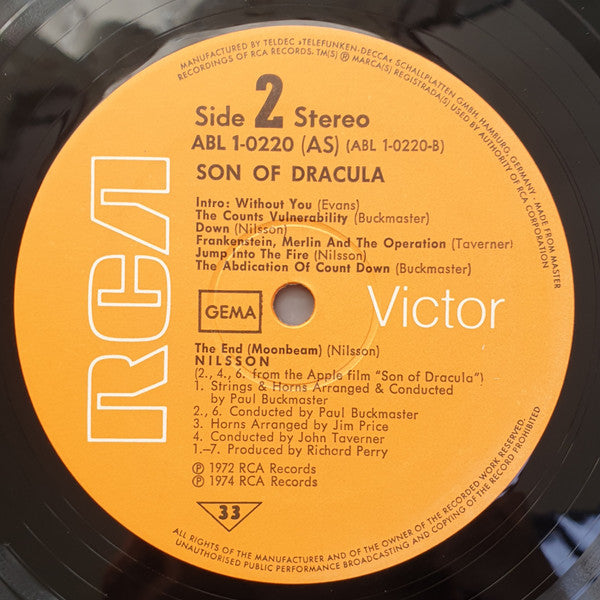 MANUFACTURED BY TELDEC »TELEFUNKEN-DECCA« SCHALLPLATTEN GMBH, HAMBURG, GERMANY · MADE FROM MASTER
RECORDINGS OF RCA RECORDS. TM(S) ® MARCA(S) REGISTRADA(S) USED BY AUTHORITY OF RCA CORPORATION
Side 2 Stereo
ABL 1-0220 (AS) (ABL 1-0220-B)
SON OF DRACULA
Intro: Without You (Evans)
The Counts Vulnerability (Buckmaster)
Down (Nilsson)
Frankenstein, Merlin And The Operation (Taverner)
Jump Into The Fire (Nilsson)
The Abdication Of Count Down (Buckmaster)
RCA
GEMA
Victor
The End (Moonbeam) (Nilsson)
NILSSON
(2., 4., 6. from the Apple film "Son of Dracula")
1. Strings & Horns Arranged & Conducted
by Paul Buckmaster
2., 6. Conducted by Paul Buckmaster
3. Horns Arranged by Jim Price
4. Conducted by John Taverner
1.–7. Produced by Richard Perry
℗ 1972 RCA Records
℗ 1974 RCA Records
33
ALL RIGHTS OF THE MANUFACTURER AND OF THE OWNER OF THE RECORDED WORK RESERVED.
UNAUTHORISED PUBLIC PERFORMANCE BROADCASTING AND COPYING OF THE RECORD PROHIBITED